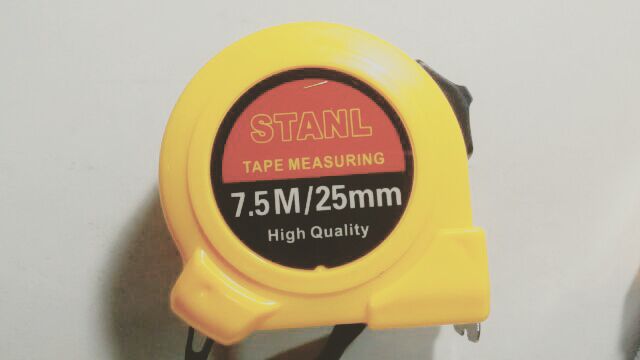 STANL
TAPE MEASURING
7.5M/25mm
High Quality